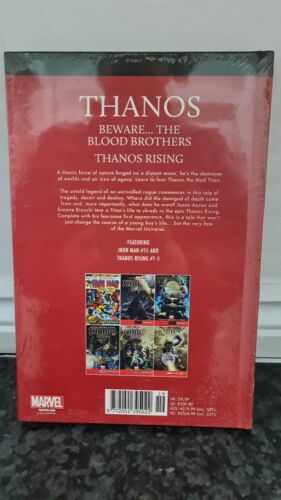 THANOS
BEWARE... THE
BLOOD BROTHERS
THANOS RISING
A titanic force of nature forged on a distant moon, he's the destroyer
of worlds and an icon of agony. Learn to fear Thanos the Mad Titan.
The untold legend of an unrivalled rogue commences in this tale of
tragedy, deceit and destiny. Where did the demigod of death come
from and, more importantly, what does he want? Jason Aaron and
Simone Bianchi tear a Titan's life to shreds in the epic Thanos Rising.
Complete with his fearsome first appearance, this is a tale that won't
just change the course of a young boy's life... but the very fate
of the Marvel Universe.
FEATURING
IRON MAN #55 AND
THANOS RISING #1-5
MARVEL
UK: £9.99